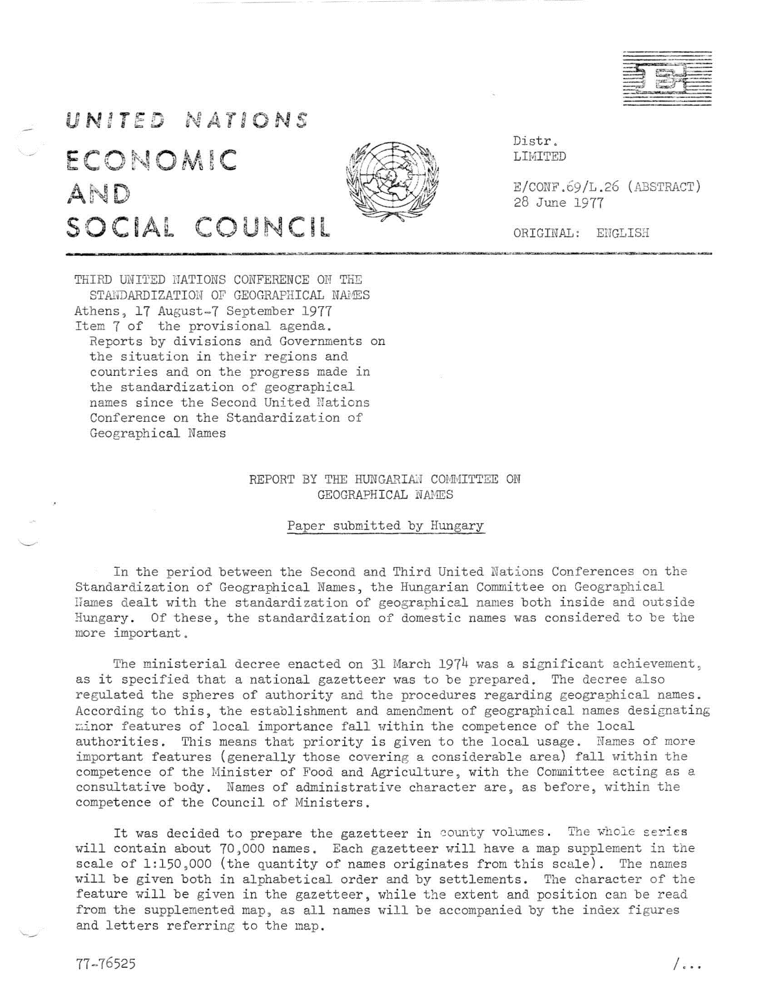 E
UNITED NATIONS
ECONOMIC
AND
SOCIAL COUNCIL
Distr.
LIMITED
E/CONF.69/L.26 (ABSTRACT)
28 June 1977
ORIGINAL: ENGLISH
THIRD UNITED NATIONS CONFERENCE ON THE
STANDARDIZATION OF GEOGRAPHICAL NAMES
Athens, 17 August-7 September 1977
Item 7 of the provisional agenda.
Reports by divisions and Governments on
the situation in their regions and
countries and on the progress made in
the standardization of geographical
names since the Second United Nations
Conference on the Standardization of
Geographical Names
REPORT BY THE HUNGARIAN COMMITTEE ON
GEOGRAPHICAL NAMES
Paper submitted by Hungary
In the period between the Second and Third United Nations Conferences on the
Standardization of Geographical Names, the Hungarian Committee on Geographical
Names dealt with the standardization of geographical names both inside and outside
Hungary. Of these, the standardization of domestic names was considered to be the
more important.
The ministerial decree enacted on 31 March 1974 was a significant achievement,
as it specified that a national gazetteer was to be prepared. The decree also
regulated the spheres of authority and the procedures regarding geographical names.
According to this, the establishment and amendment of geographical names designating
minor features of local importance fall within the competence of the local
authorities. This means that priority is given to the local usage. Names of more
important features (generally those covering a considerable area) fall within the
competence of the Minister of Food and Agriculture, with the Committee acting as a
consultative body. Names of administrative character are, as before, within the
competence of the Council of Ministers.
It was decided to prepare the gazetteer in county volumes. The whole series
will contain about 70,000 names. Each gazetteer will have a map supplement in the
scale of 1:150,000 (the quantity of names originates from this scale). The names
will be given both in alphabetical order and by settlements. The character of the
feature will be given in the gazetteer, while the extent and position can be read
from the supplemented map, as all names will be accompanied by the index figures
and letters referring to the map.
77-76525
/...